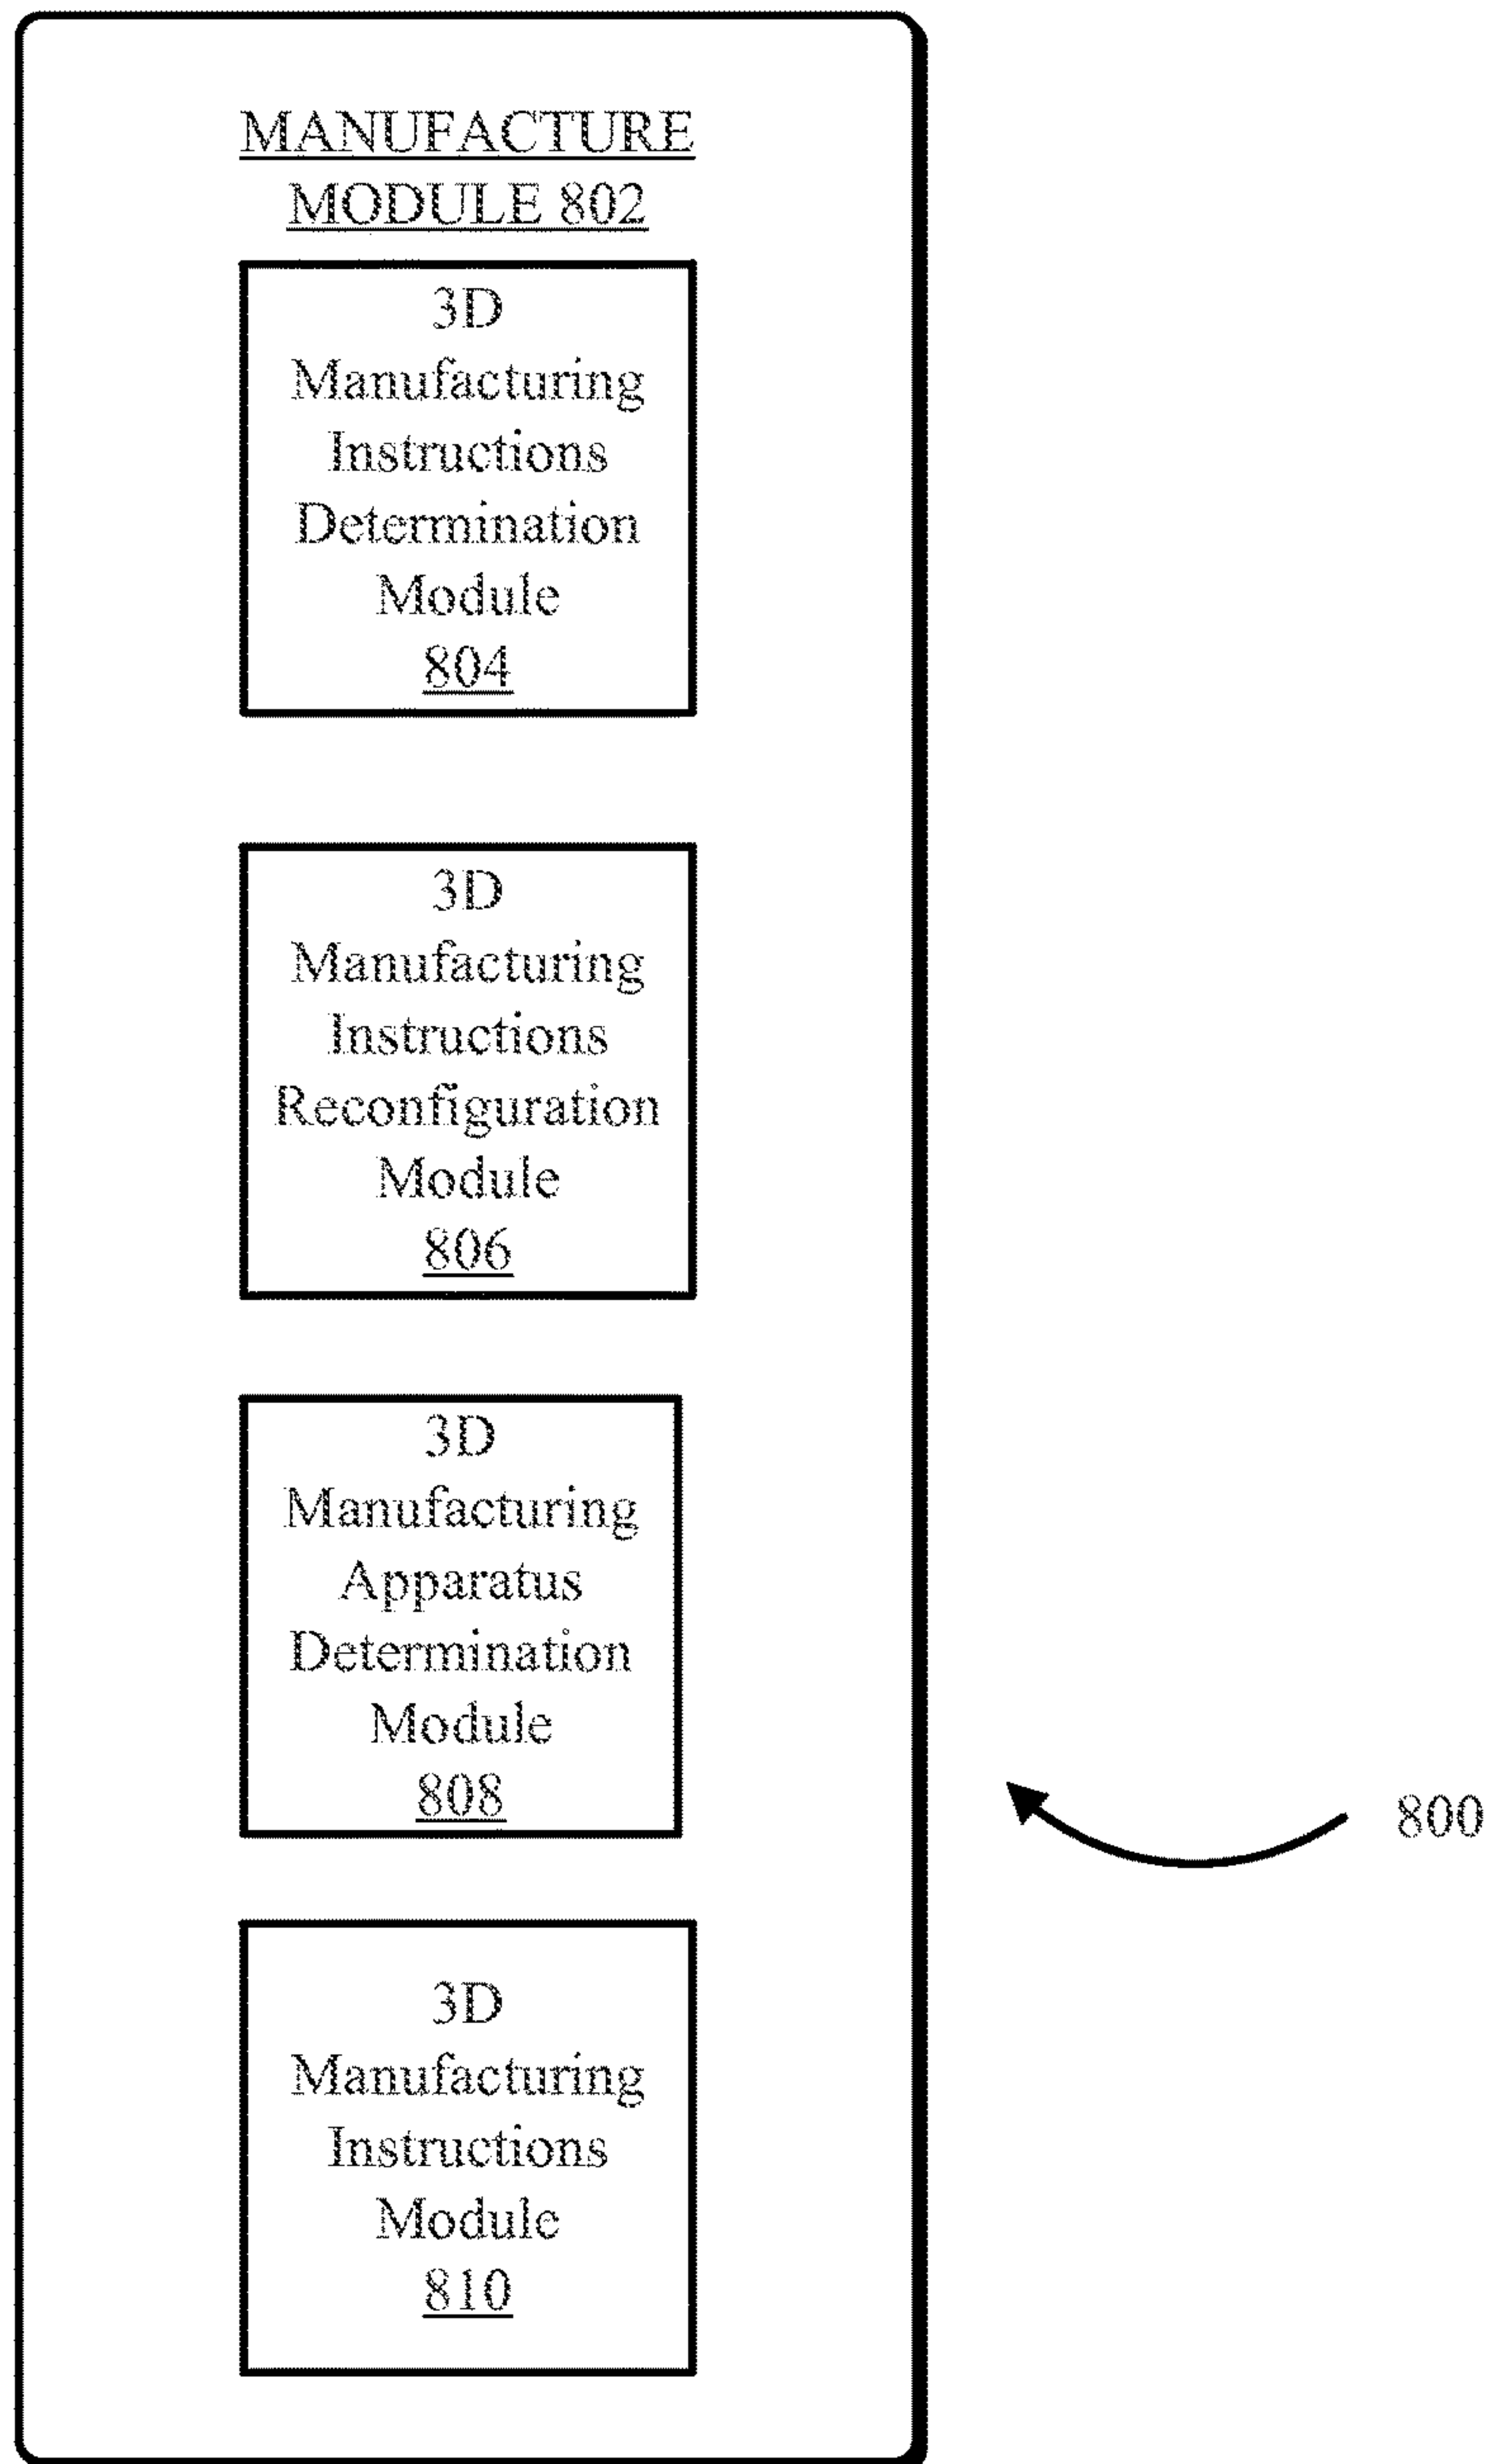 MANUFACTURE
MODULE 802
3D
Manufacturing
Instructions
Determination
Module
804
3D
Manufacturing
Instructions
Reconfiguration
Module
806
3D
Manufacturing
Apparatus
Determination
Module
808
800
3D
Manufacturing
Instructions
Module
810